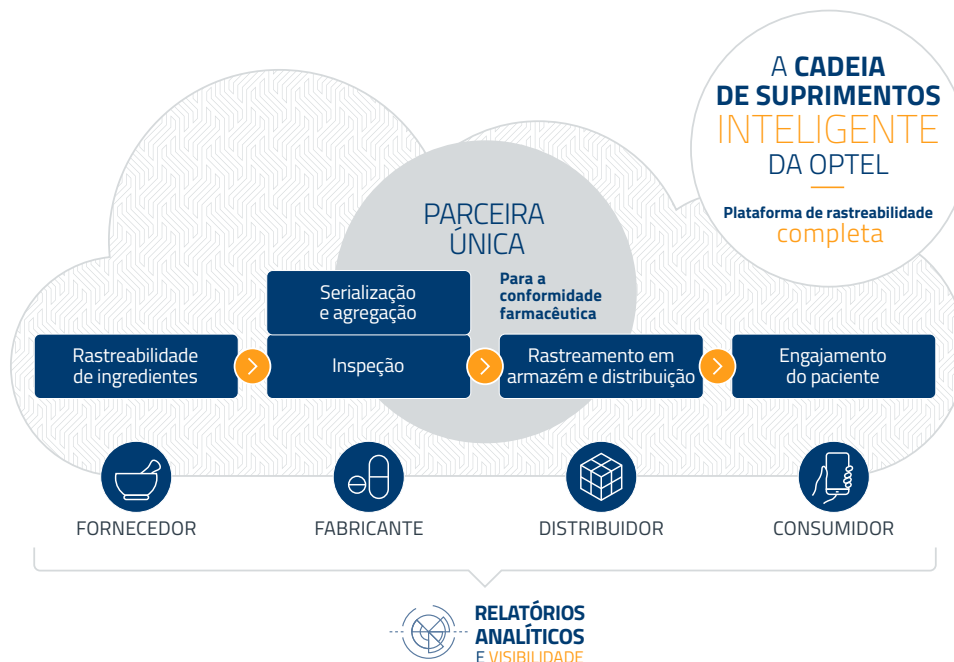 A CADEIA
DE SUPRIMENTOS
INTELIGENTE
DA OPTEL
Plataforma de rastreabilidade
completa
PARCEIRA
ÚNICA
Para a
conformidade
farmacêutica
Serialização
e agregação
Rastreabilidade
de ingredientes
Inspeção
Rastreamento em
armazém e distribuição
Engajamento
do paciente
FORNECEDOR
FABRICANTE
DISTRIBUIDOR
CONSUMIDOR
RELATÓRIOS
ANALÍTICOS
E VISIBILIDADE